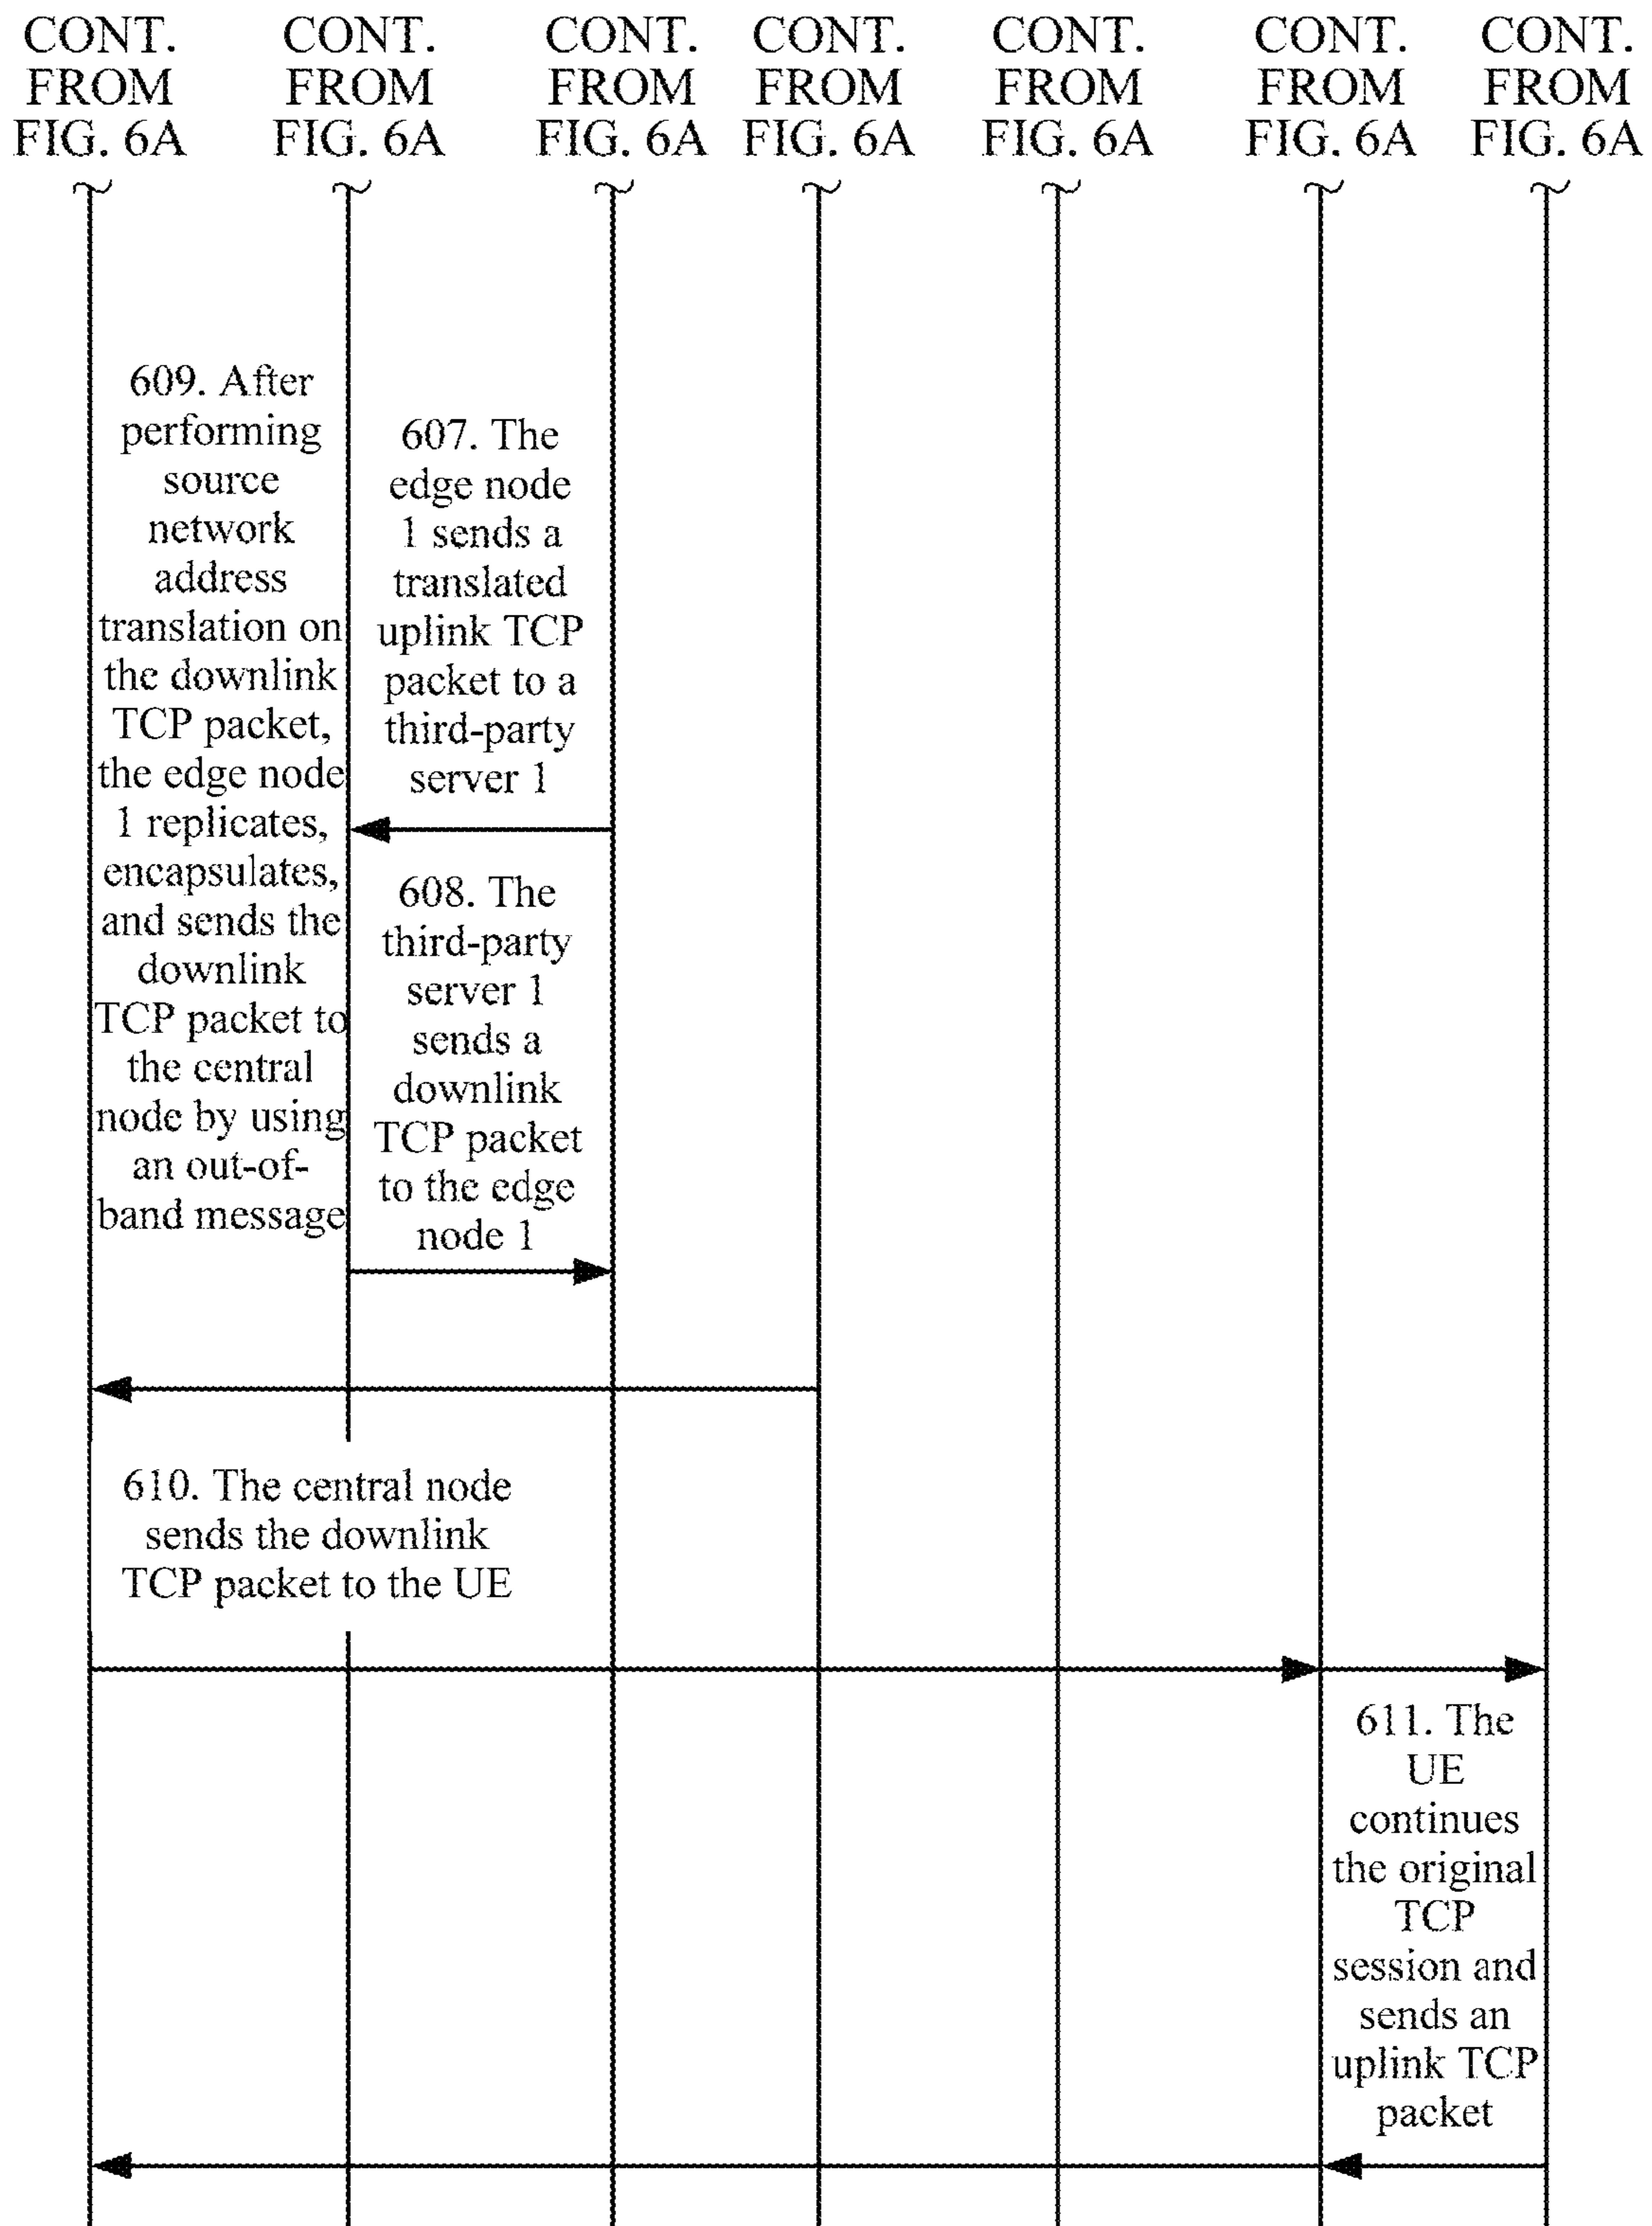 CONT. FROM FIG. 6A
CONT. FROM FIG. 6A
CONT. FROM FIG. 6A
CONT. FROM FIG. 6A
CONT. FROM FIG. 6A
CONT. FROM FIG. 6A
CONT. FROM FIG. 6A
609. After
performing
source
network
address
translation on
the downlink
TCP packet,
the edge node
1 replicates,
encapsulates,
and sends the
downlink
TCP packet to
the central
node by using
an out-of-
band message
607. The
edge node
1 sends a
translated
uplink TCP
packet to a
third-party
server 1
608. The
third-party
server 1
sends a
downlink
TCP packet
to the edge
node 1
610. The central node
sends the downlink
TCP packet to the UE
611. The
UE
continues
the original
TCP
session and
sends an
uplink TCP
packet